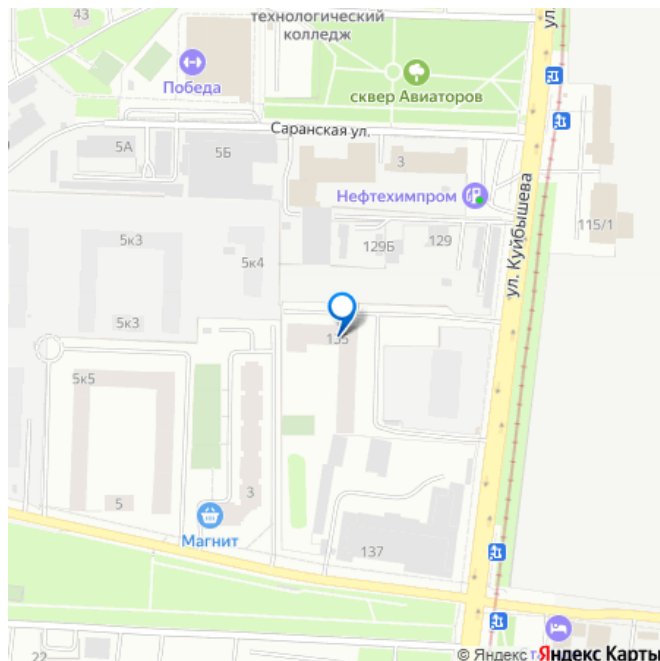 43
технологический
колледж
ул.
Победа
сквер Авиаторов
Саранская ул.
5А
5Б
3
Нефтехимпром
115/1
129Б
129
5к3
5к4
ул. Куйбышева
5к3
135
5к5
5
3
Магнит
137
22
© Яндекс
Яндекс Карты